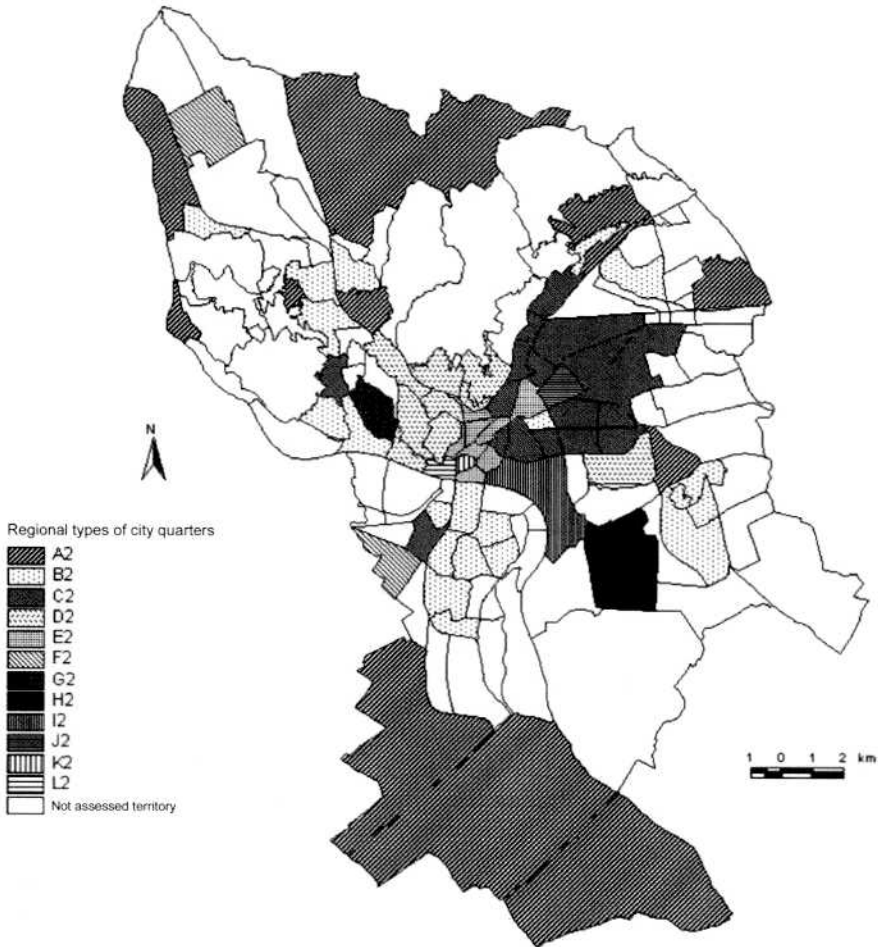 N
Regional types of city quarters
A2
B2
C2
D2
E2
F2
G2
H2
I2
J2
K2
L2
Not assessed territory
1 0 1 2 km